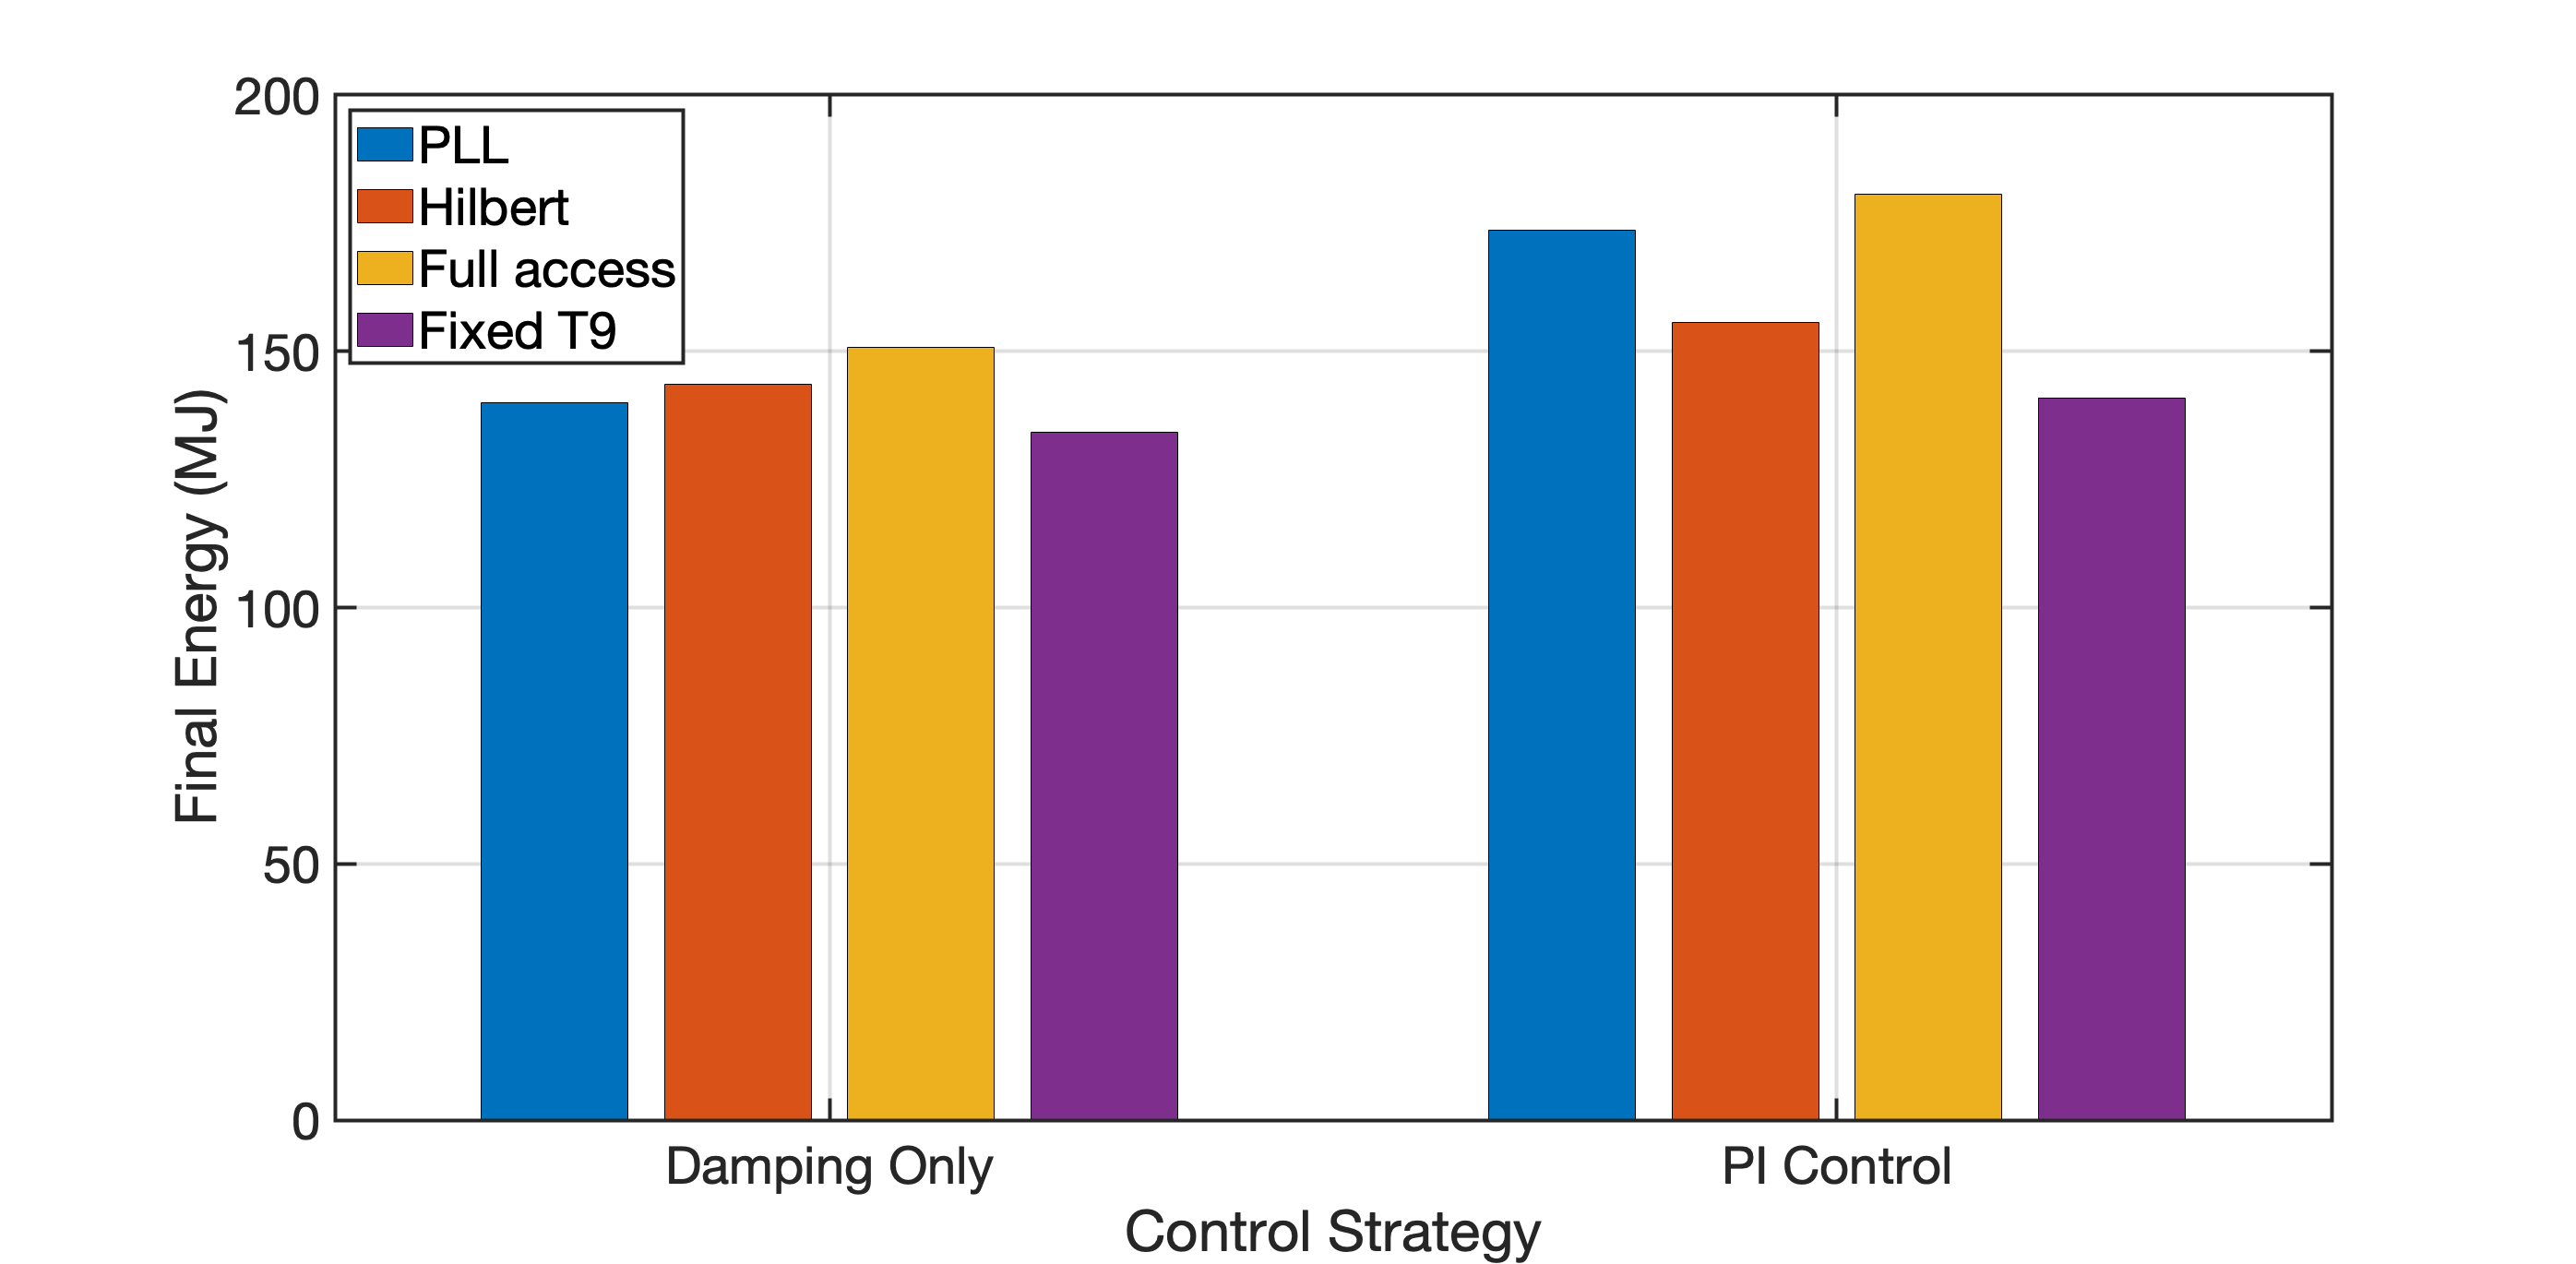 200
150
100
50
0
Final Energy (MJ)
PLL
Hilbert
Full access
Fixed T9
Damping Only
PI Control
Control Strategy